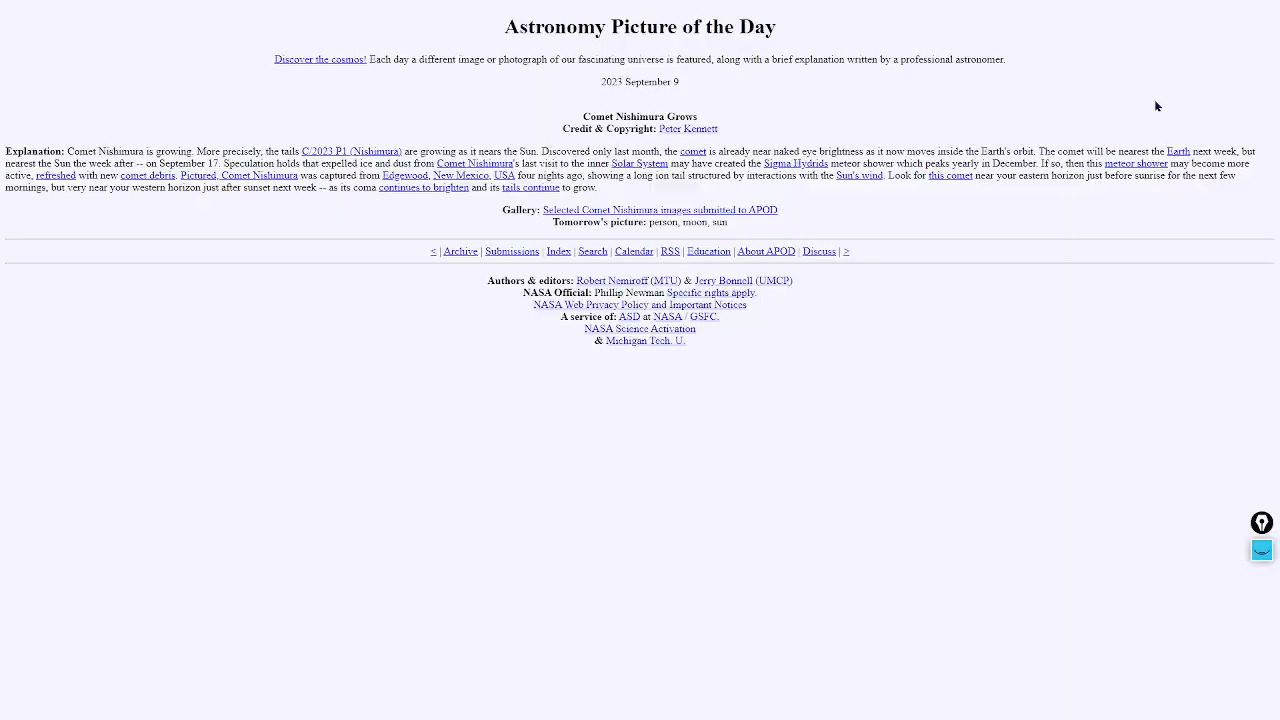 Astronomy Picture of the Day
Discover the cosmos! Each day a different image or photograph of our fascinating universe is featured, along with a brief explanation written by a professional astronomer.
2023 September 9
Comet Nishimura Grows
Credit & Copyright: Peter Kennett
Explanation: Comet Nishimura is growing. More precisely, the tails C/2023 P1 (Nishimura) are growing as it nears the Sun. Discovered only last month, the comet is already near naked eye brightness as it now moves inside the Earth's orbit. The comet will be nearest the Earth next week, but
nearest the Sun the week after -- on September 17. Speculation holds that expelled ice and dust from Comet Nishimura's last visit to the inner Solar System may have created the Sigma Hydrids meteor shower which peaks yearly in December. If so, then this meteor shower may become more
active, refreshed with new comet debris. Pictured, Comet Nishimura was captured from Edgewood, New Mexico, USA four nights ago, showing a long ion tail structured by interactions with the Sun's wind. Look for this comet near your eastern horizon just before sunrise for the next few
mornings, but very near your western horizon just after sunset next week -- as its coma continues to brighten and its tails continue to grow.
Gallery: Selected Comet Nishimura images submitted to APOD
Tomorrow's picture: person, moon, sun
< | Archive | Submissions | Index | Search | Calendar | RSS | Education | About APOD | Discuss | >
Authors & editors: Robert Nemiroff (MTU) & Jerry Bonnell (UMCP)
NASA Official: Phillip Newman Specific rights apply.
NASA Web Privacy Policy and Important Notices
A service of: ASD at NASA / GSFC,
NASA Science Activation
& Michigan Tech. U.